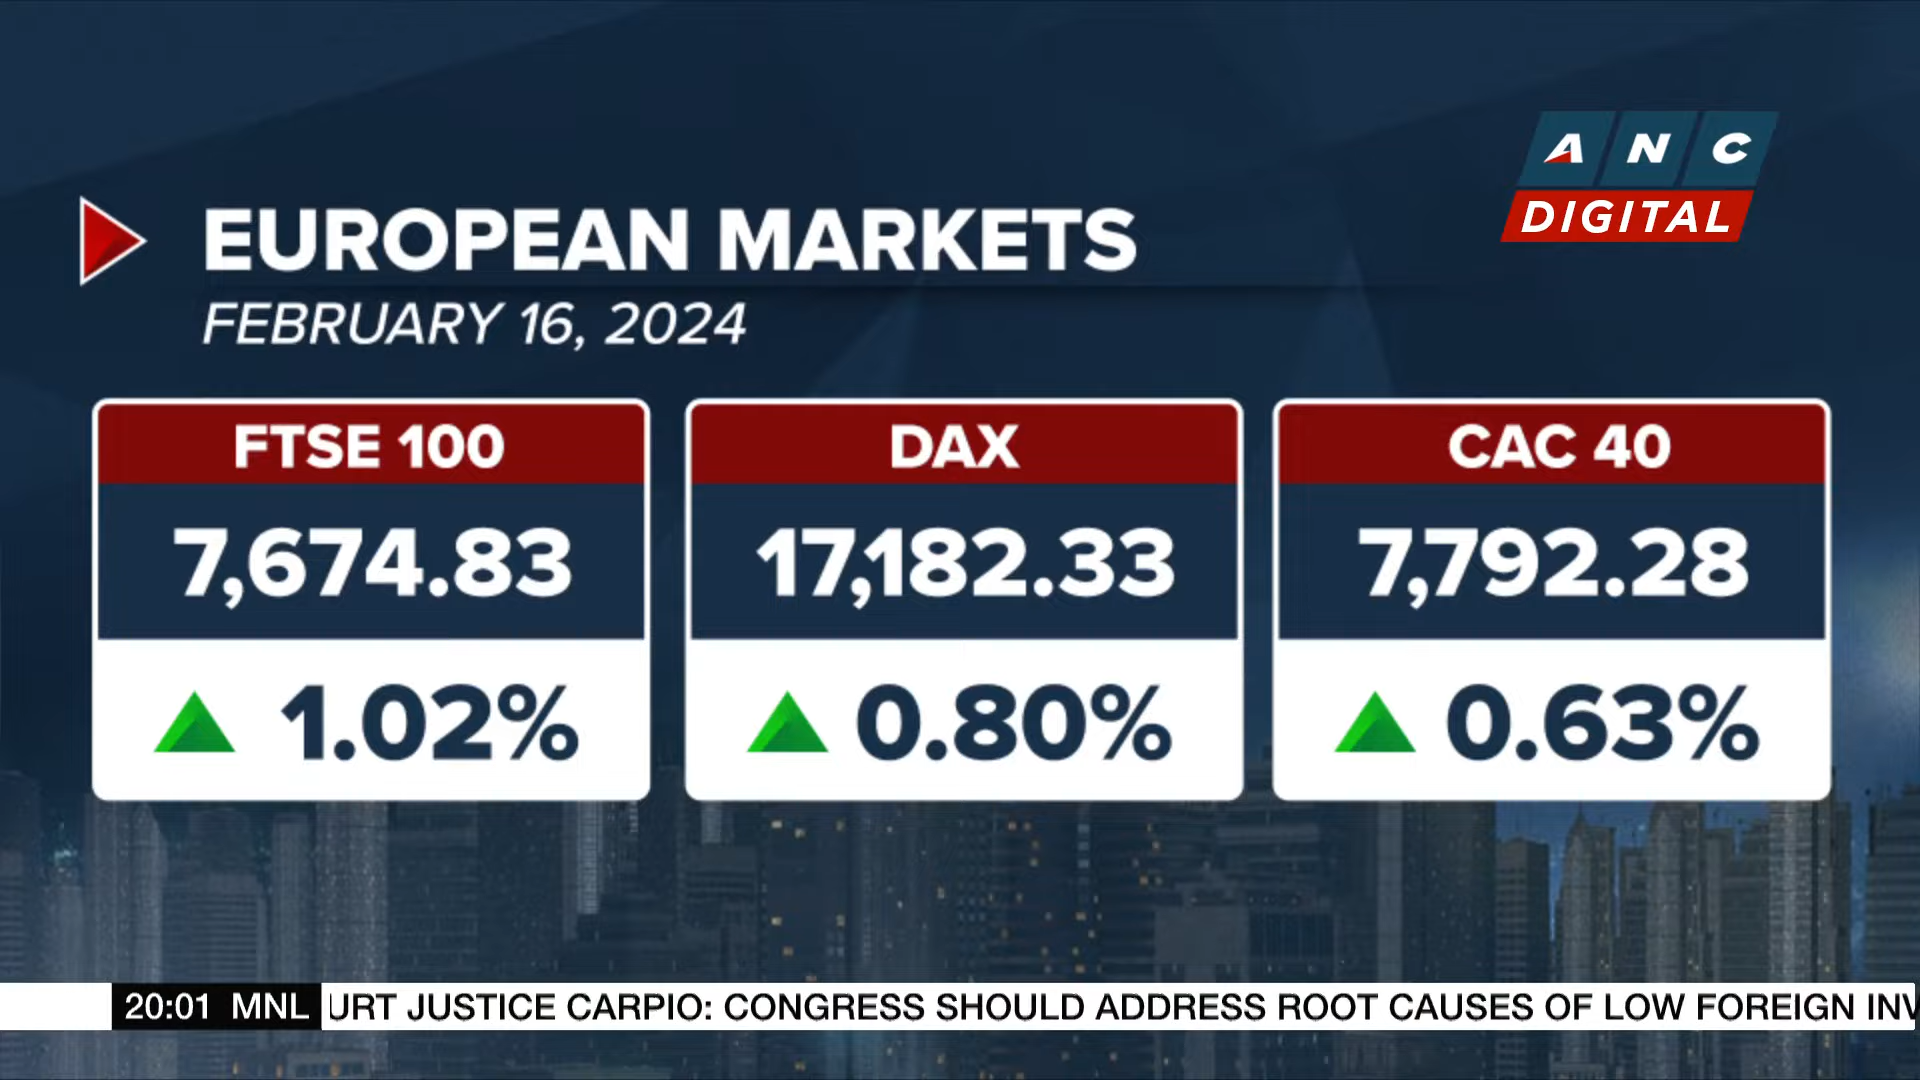 ANC
DIGITAL
EUROPEAN MARKETS
FEBRUARY 16, 2024
FTSE 100
7,674.83
1.02%
DAX
17,182.33
0.80%
CAC 40
7,792.28
0.63%
20:01 MNL URT JUSTICE CARPIO: CONGRESS SHOULD ADDRESS ROOT CAUSES OF LOW FOREIGN INV